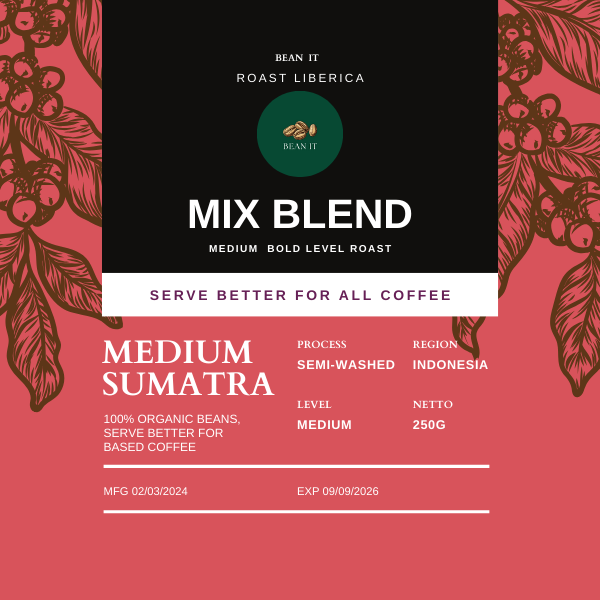 BEAN IT
ROAST LIBERICA
BEAN IT
MIX BLEND
MEDIUM BOLD LEVEL ROAST
SERVE BETTER FOR ALL COFFEE
MEDIUM
SUMATRA
100% ORGANIC BEANS,
SERVE BETTER FOR
BASED COFFEE
PROCESS
SEMI-WASHED
REGION
INDONESIA
LEVEL
MEDIUM
NETTO
250G
MFG 02/03/2024
EXP 09/09/2026